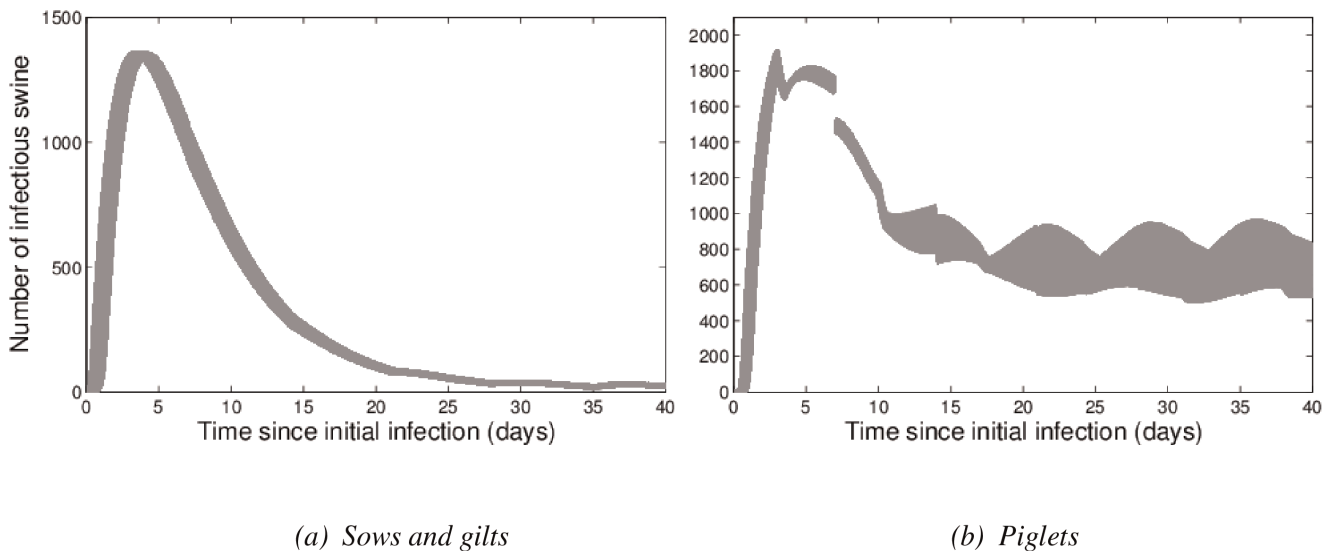 1500
1000
500
0
Number of infectious swine
0 5 10 15 20 25 30 35 40
Time since initial infection (days)
(a) Sows and gilts
2000
1800
1600
1400
1200
1000
800
600
400
200
0
0 5 10 15 20 25 30 35 40
Time since initial infection (days)
(b) Piglets